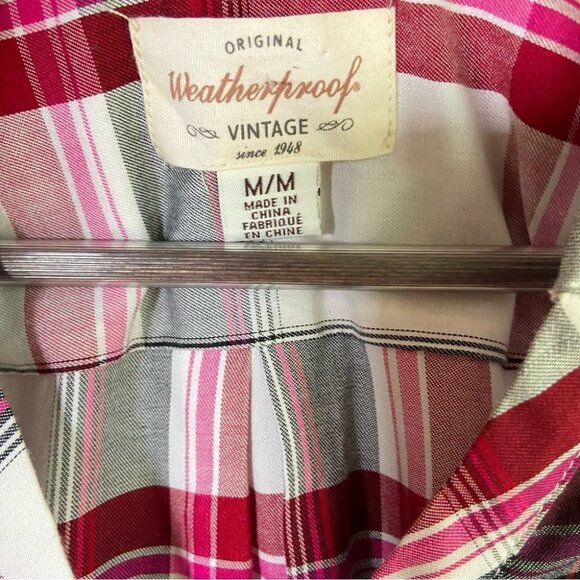 ORIGINAL
Weatherproof®
VINTAGE
since 1948
M/M
MADE IN
CHINA
FABRIQUÉ
EN CHINE